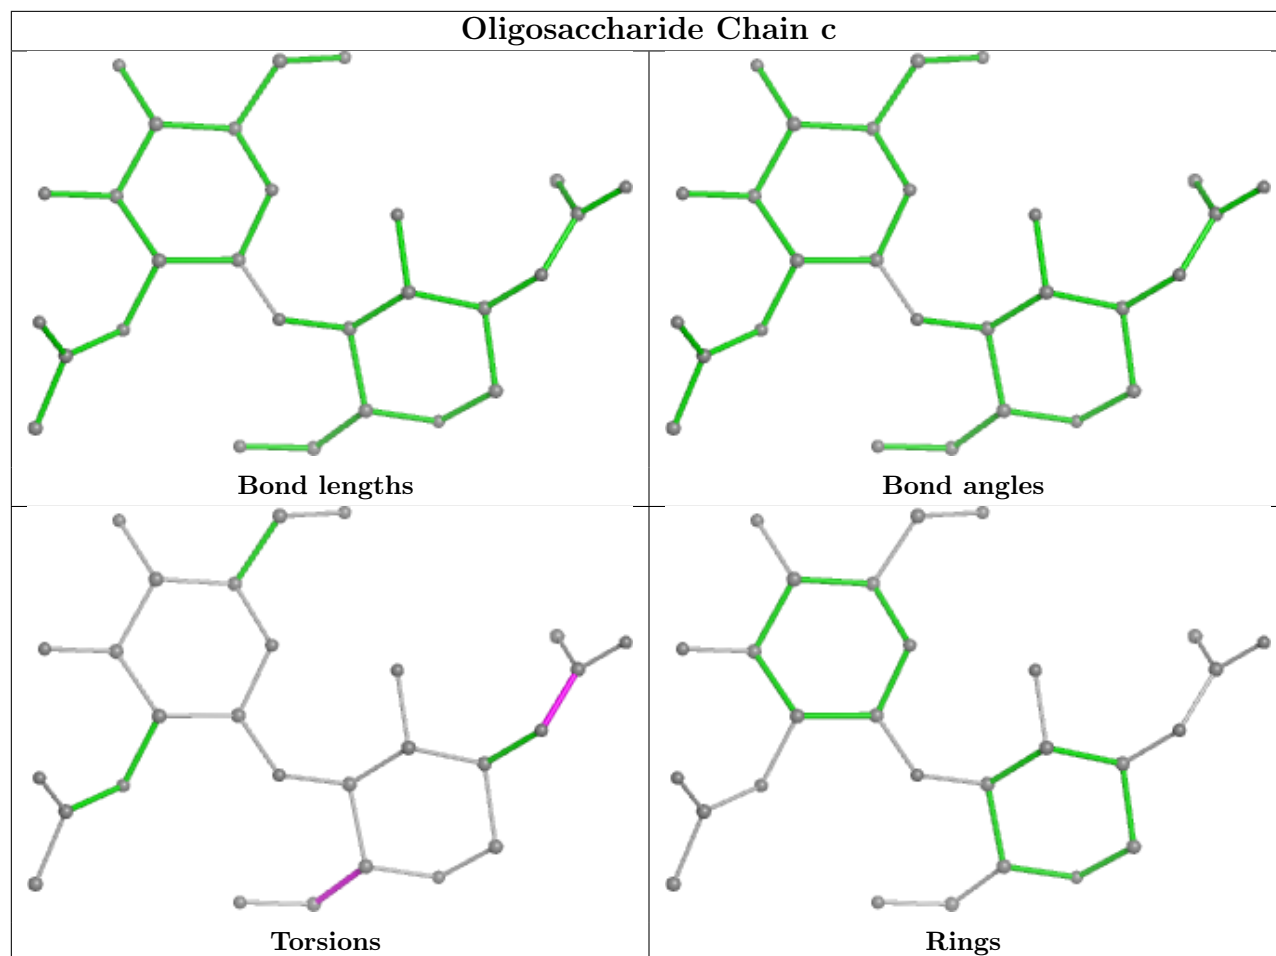 Oligosaccharide Chain c
Bond lengths
Bond angles
Torsions
Rings